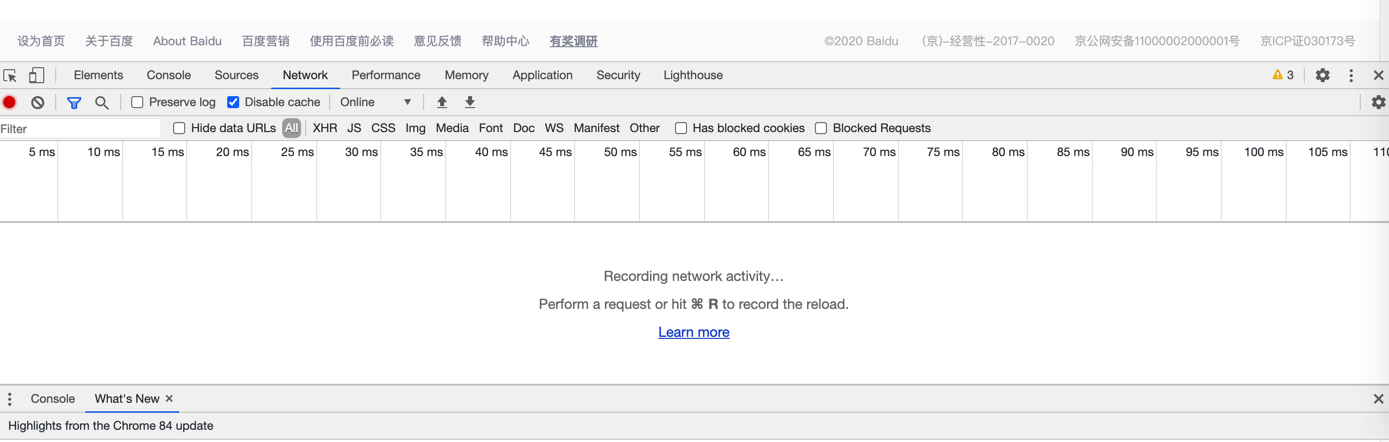 设为首页 关于百度 About Baidu 百度营销 使用百度前必读 意见反馈 帮助中心 有奖调研 ©2020 Baidu (京)-经营性-2017-0020 京公网安备11000002000001号 京ICP证030173号
Elements Console Sources Network Performance Memory Application Security Lighthouse 3
Preserve log Disable cache Online
Filter Hide data URLs All XHR JS CSS Img Media Font Doc WS Manifest Other Has blocked cookies Blocked Requests
5 ms 10 ms 15 ms 20 ms 25 ms 30 ms 35 ms 40 ms 45 ms 50 ms 55 ms 60 ms 65 ms 70 ms 75 ms 80 ms 85 ms 90 ms 95 ms 100 ms 105 ms 110
Recording network activity…
Perform a request or hit ⌘ R to record the reload.
Learn more
Console What's New
Highlights from the Chrome 84 update